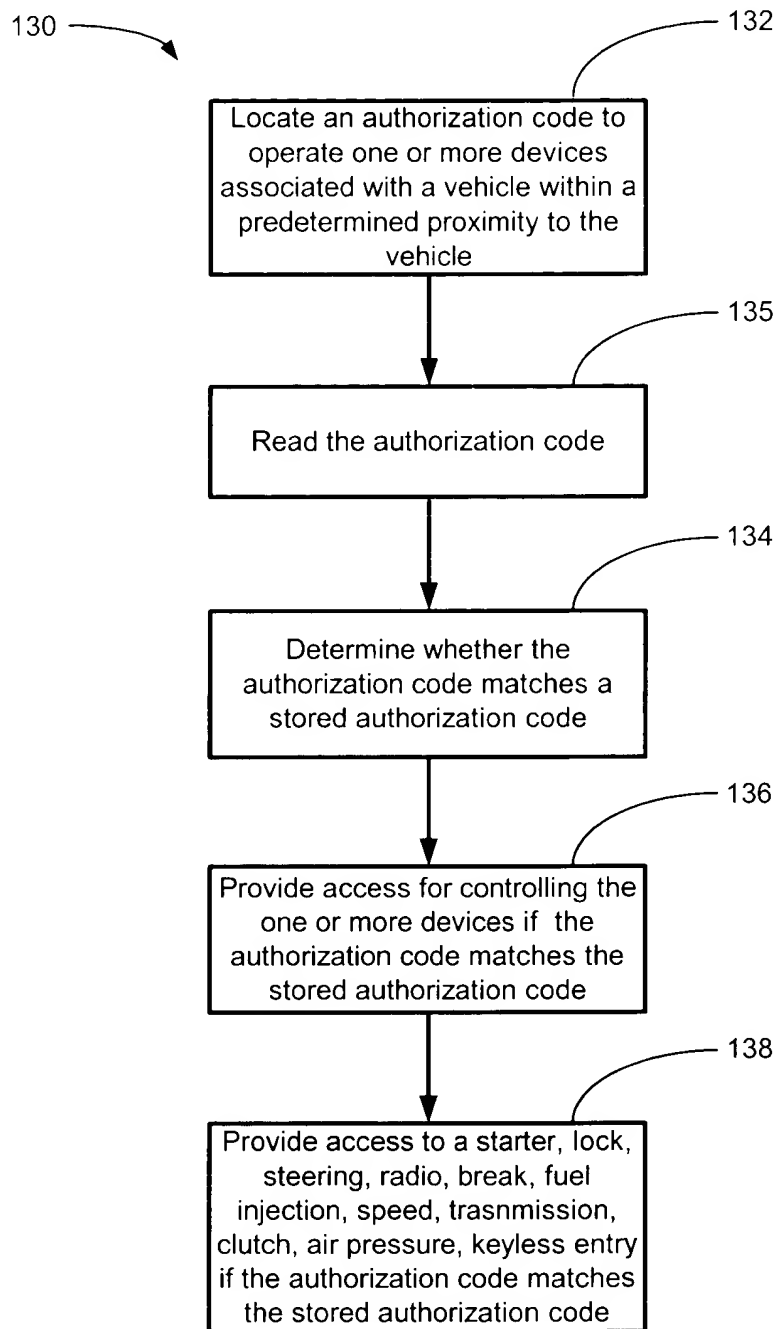 130
132
Locate an authorization code to
operate one or more devices
associated with a vehicle within a
predetermined proximity to the
vehicle
135
Read the authorization code
134
Determine whether the
authorization code matches a
stored authorization code
136
Provide access for controlling the
one or more devices if the
authorization code matches the
stored authorization code
138
Provide access to a starter, lock,
steering, radio, break, fuel
injection, speed, trasnmission,
clutch, air pressure, keyless entry
if the authorization code matches
the stored authorization code